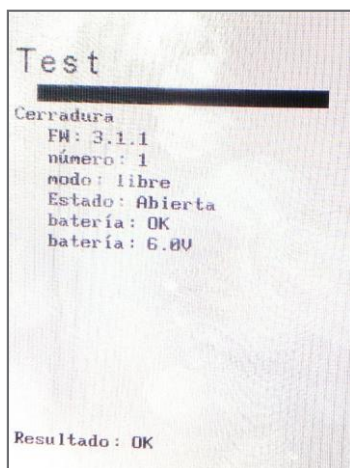 Test
Cerradura
FW: 3.1.1
número: 1
modo: libre
Estado: Abierta
batería: OK
batería: 6.0V
Resultado: OK